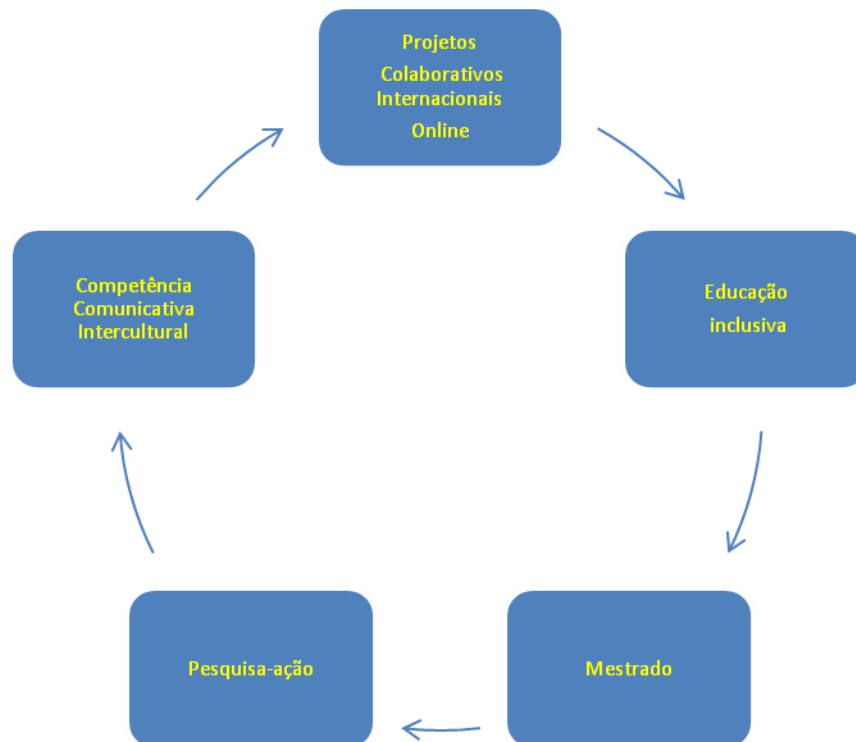 Projetos
Colaborativos
Internacionais
Online
Educação
inclusiva
Mestrado
Pesquisa-ação
Competência
Comunicativa
Intercultural